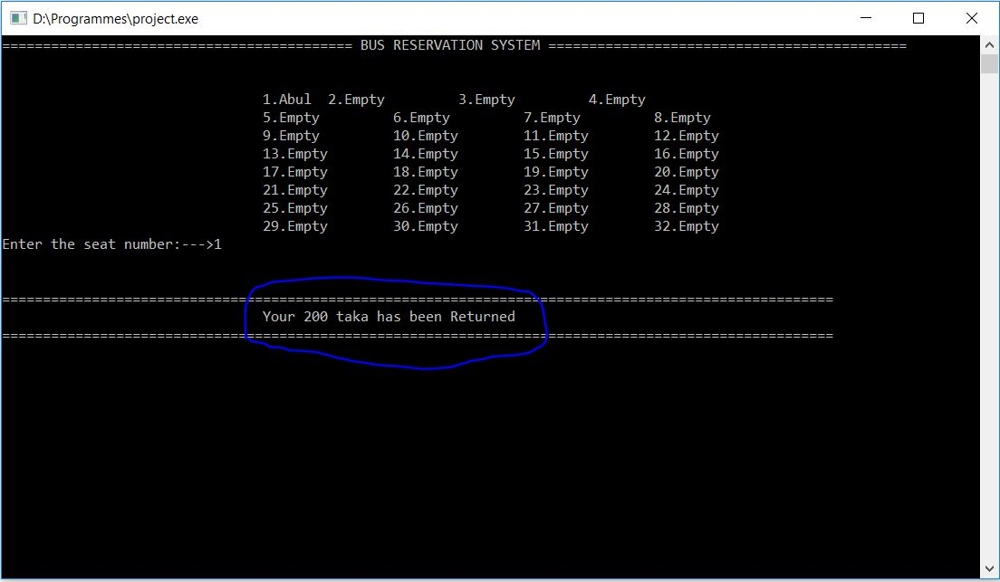 D:\Programmes\project.exe
=========================================== BUS RESERVATION SYSTEM ============================================
1.Abul 2.Empty 3.Empty 4.Empty
5.Empty 6.Empty 7.Empty 8.Empty
9.Empty 10.Empty 11.Empty 12.Empty
13.Empty 14.Empty 15.Empty 16.Empty
17.Empty 18.Empty 19.Empty 20.Empty
21.Empty 22.Empty 23.Empty 24.Empty
25.Empty 26.Empty 27.Empty 28.Empty
29.Empty 30.Empty 31.Empty 32.Empty
Enter the seat number:--->1
======================================================================================================
Your 200 taka has been Returned
======================================================================================================